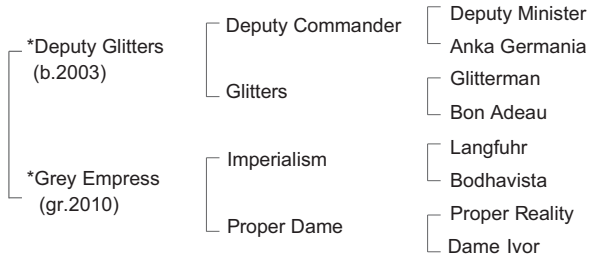 *Deputy Glitters
(b.2003)
Deputy Commander
Deputy Minister
Anka Germania
Glitters
Glitterman
Bon Adeau
*Grey Empress
(gr.2010)
Imperialism
Langfuhr
Bodhavista
Proper Dame
Proper Reality
Dame Ivor